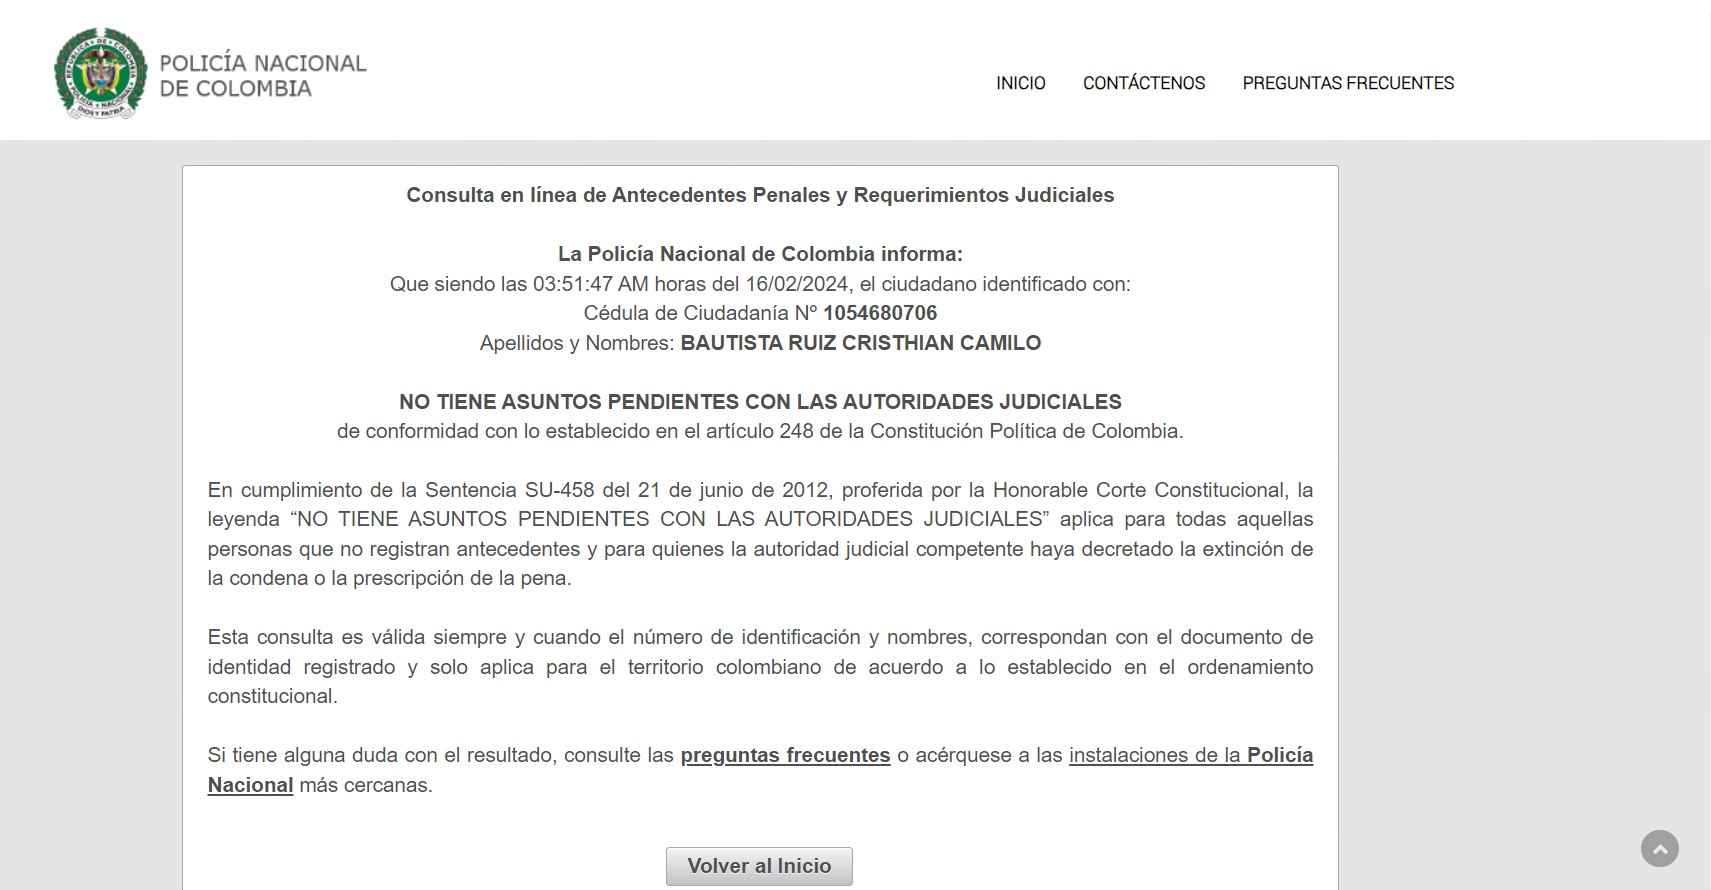 POLICÍA NACIONAL
DE COLOMBIA
INICIO
CONTÁCTENOS
PREGUNTAS FRECUENTES
Consulta en línea de Antecedentes Penales y Requerimientos Judiciales
La Policía Nacional de Colombia informa:
Que siendo las 03:51:47 AM horas del 16/02/2024, el ciudadano identificado con:
Cédula de Ciudadanía Nº 1054680706
Apellidos y Nombres: BAUTISTA RUIZ CRISTHIAN CAMILO
NO TIENE ASUNTOS PENDIENTES CON LAS AUTORIDADES JUDICIALES
de conformidad con lo establecido en el artículo 248 de la Constitución Política de Colombia.
En cumplimiento de la Sentencia SU-458 del 21 de junio de 2012, proferida por la Honorable Corte Constitucional, la
leyenda “NO TIENE ASUNTOS PENDIENTES CON LAS AUTORIDADES JUDICIALES” aplica para todas aquellas
personas que no registran antecedentes y para quienes la autoridad judicial competente haya decretado la extinción de
la condena o la prescripción de la pena.
Esta consulta es válida siempre y cuando el número de identificación y nombres, correspondan con el documento de
identidad registrado y solo aplica para el territorio colombiano de acuerdo a lo establecido en el ordenamiento
constitucional.
Si tiene alguna duda con el resultado, consulte las preguntas frecuentes o acérquese a las instalaciones de la Policía
Nacional más cercanas.
Volver al Inicio